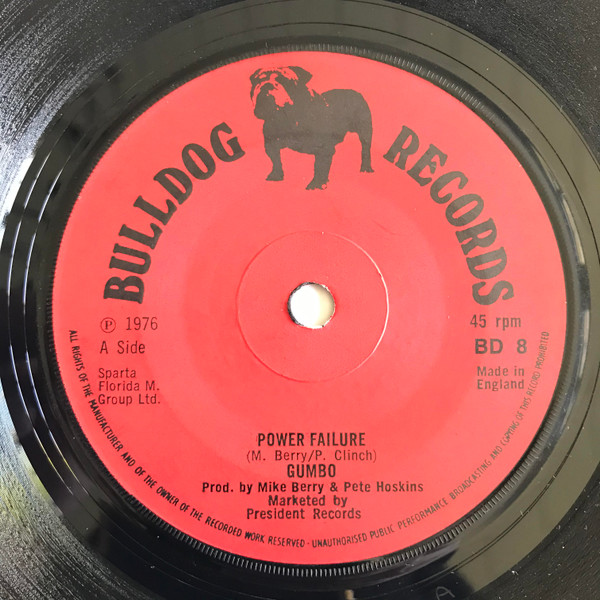 BULLDOG RECORDS
℗ 1976
A Side
45 rpm
BD 8
Sparta
Florida M.
Group Ltd.
Made in
England
POWER FAILURE
(M. Berry/P. Clinch)
GUMBO
Prod. by Mike Berry & Pete Hoskins
Marketed by
President Records
ALL RIGHTS OF THE MANUFACTURER AND OF THE OWNER OF THE RECORDED WORK RESERVED - UNAUTHORISED PUBLIC PERFORMANCE BROADCASTING AND COPYING OF THIS RECORD PROHIBITED
A